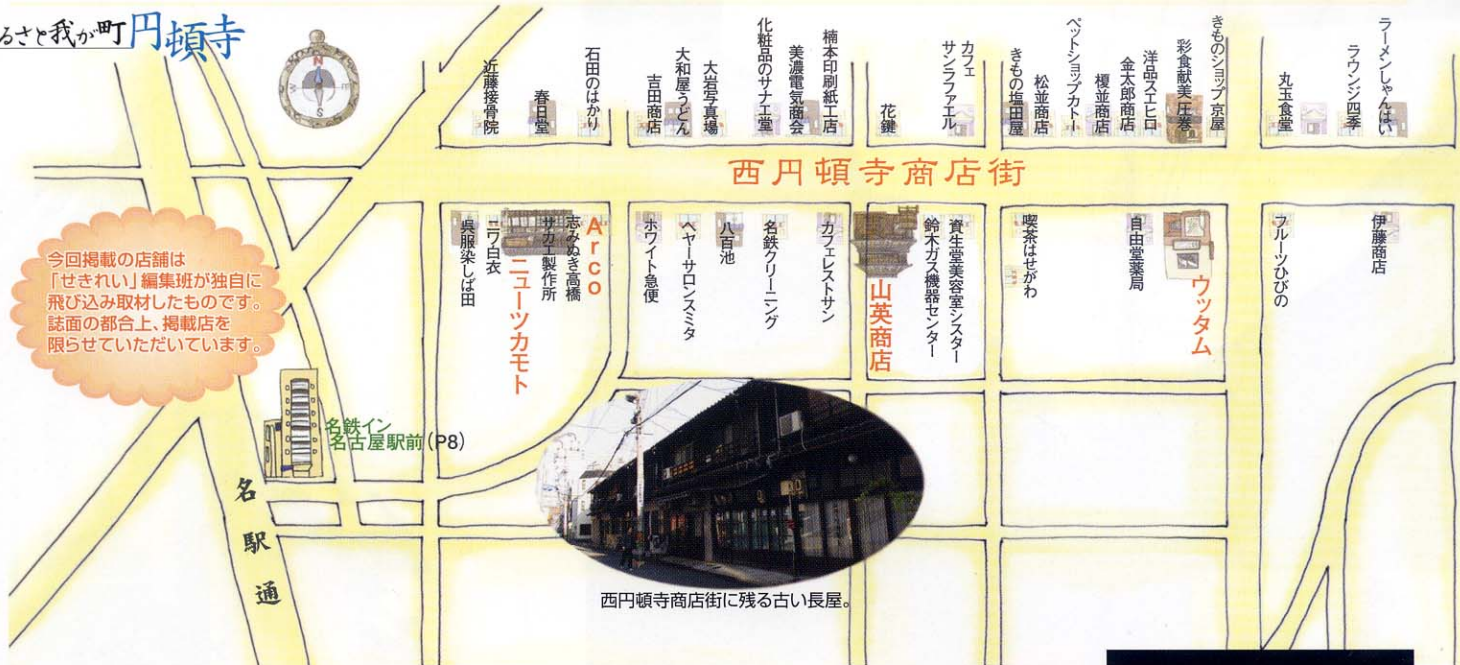 るさと我が町 円頓寺
N
E
S
W
近藤接骨院
春日堂
石田のはかり
吉田商店
大和屋うどん
大岩写真場
化粧品のサナエ堂
美濃電気商会
楠本印刷紙工店
花鍵
カフェ
サンラファエル
きもの塩田屋
松並商店
ペットショップカトー
榎並商店
金太郎商店
洋品スエヒロ
彩食献美 圧巻
きものショップ 京屋
丸玉食堂
ラウンジ四季
ラーメンしゃんはい
西円頓寺商店街
呉服染しば田
ニワ白衣
ニューツカモト
サカエ製作所
志みぬき高橋
Arco
ホワイト急便
ヘヤーサロンスミタ
八百池
名鉄クリーニング
カフェレストサン
山英商店
鈴木ガス機器センター
資生堂美容室シスター
喫茶はせがわ
自由堂薬局
ウッタム
フルーツひびの
伊藤商店
今回掲載の店舗は
「せきれい」編集班が独自に
飛び込み取材したものです。
誌面の都合上、掲載店を
限らせていただいています。
名鉄イン
名古屋駅前(P8)
名駅通
西円頓寺商店街に残る古い長屋。